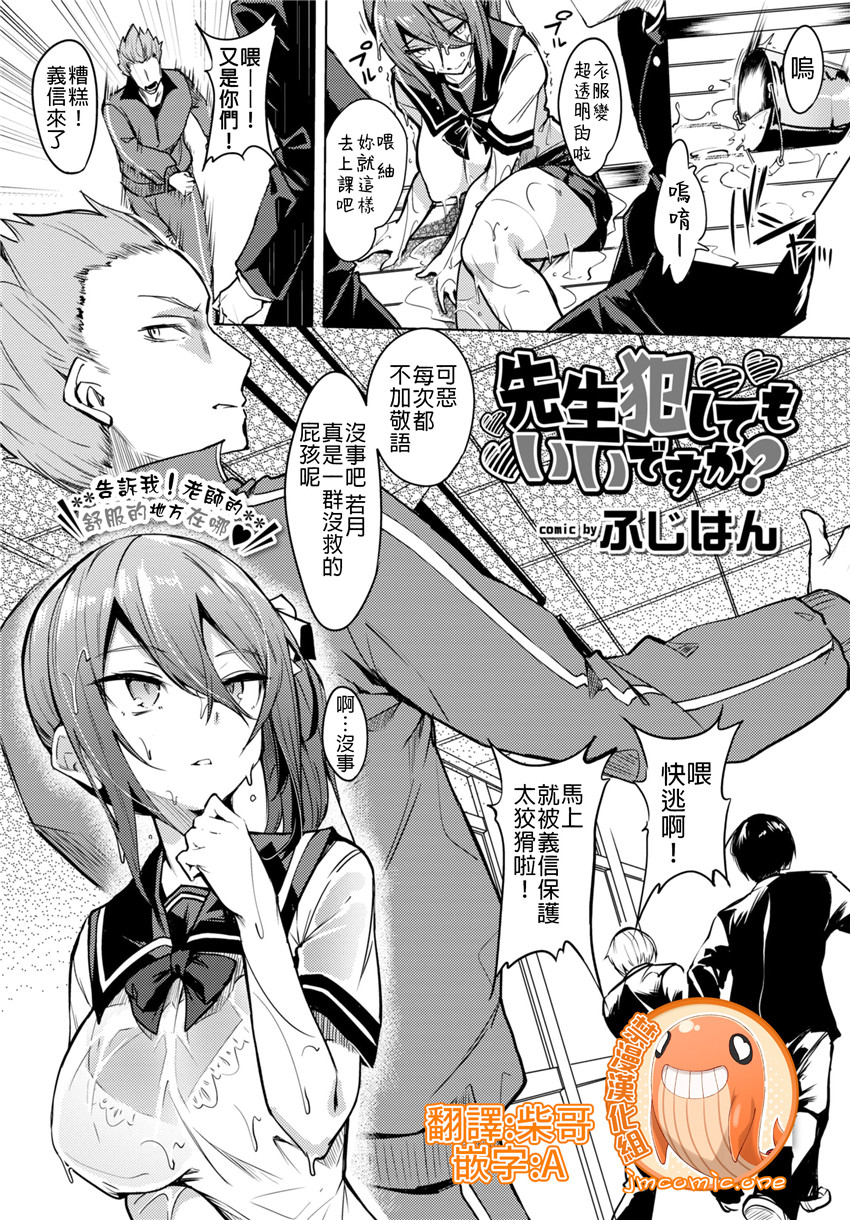 嗚
嗚唷ー
衣服變
超透明的啦
喂 紬
妳就這樣
去上課吧
喂ーー！
又是你們！
糟糕！
義信來了
先生犯しても
いいですか？
comic by ふじはん
可惡
每次都
不加敬語
沒事吧 若月
真是一群沒救的
屁孩呢
告訴我！老師的
舒服的地方在哪♥
啊…沒事
喂
快逃啊！
馬上
就被義信保護
太狡猾啦！
翻譯:柴哥
嵌字:A
jmcomic.one